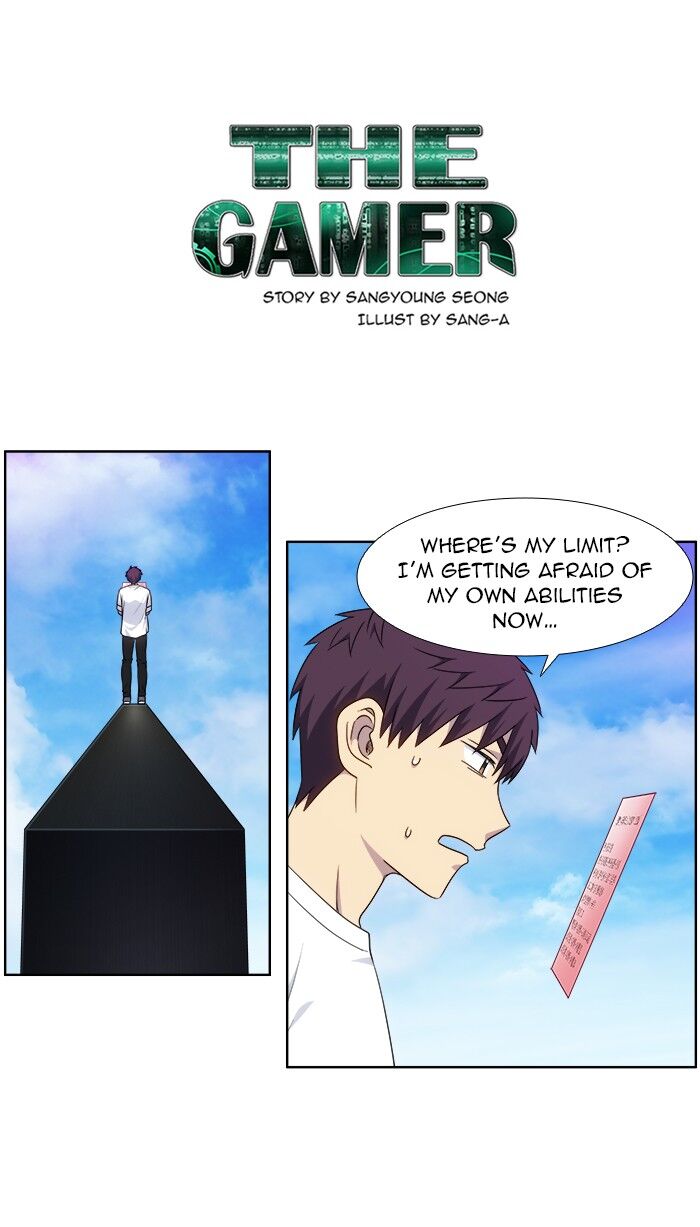 THE
GAMER
STORY BY SANGYOUNG SEONG
ILLUST BY SANG-A
WHERE'S MY LIMIT?
I'M GETTING AFRAID OF
MY OWN ABILITIES
NOW...